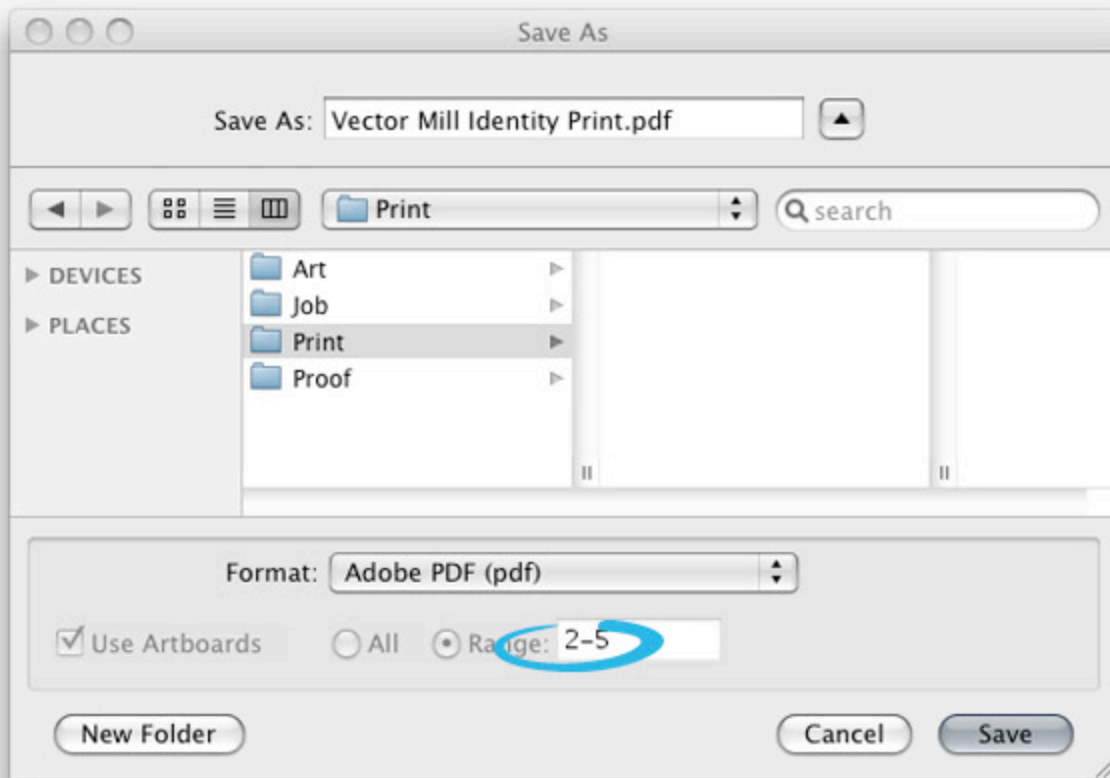 Save As
Save As: Vector Mill Identity Print.pdf
Print search
DEVICES
PLACES
Art
Job
Print
Proof
Format: Adobe PDF (pdf)
Use Artboards All Range: 2-5
New Folder Cancel Save